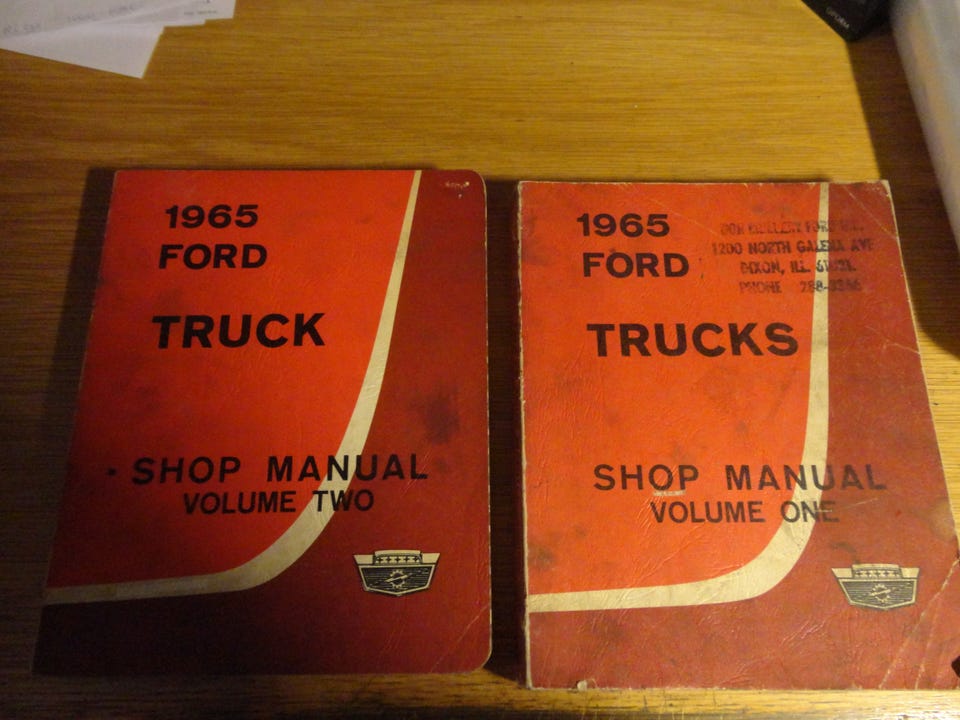 1965
FORD
TRUCK
SHOP MANUAL
VOLUME TWO
1965
FORD
TRUCKS
SHOP MANUAL
VOLUME ONE
1200 NORTH GALENA AVE
DIXON, ILL.
PHONE